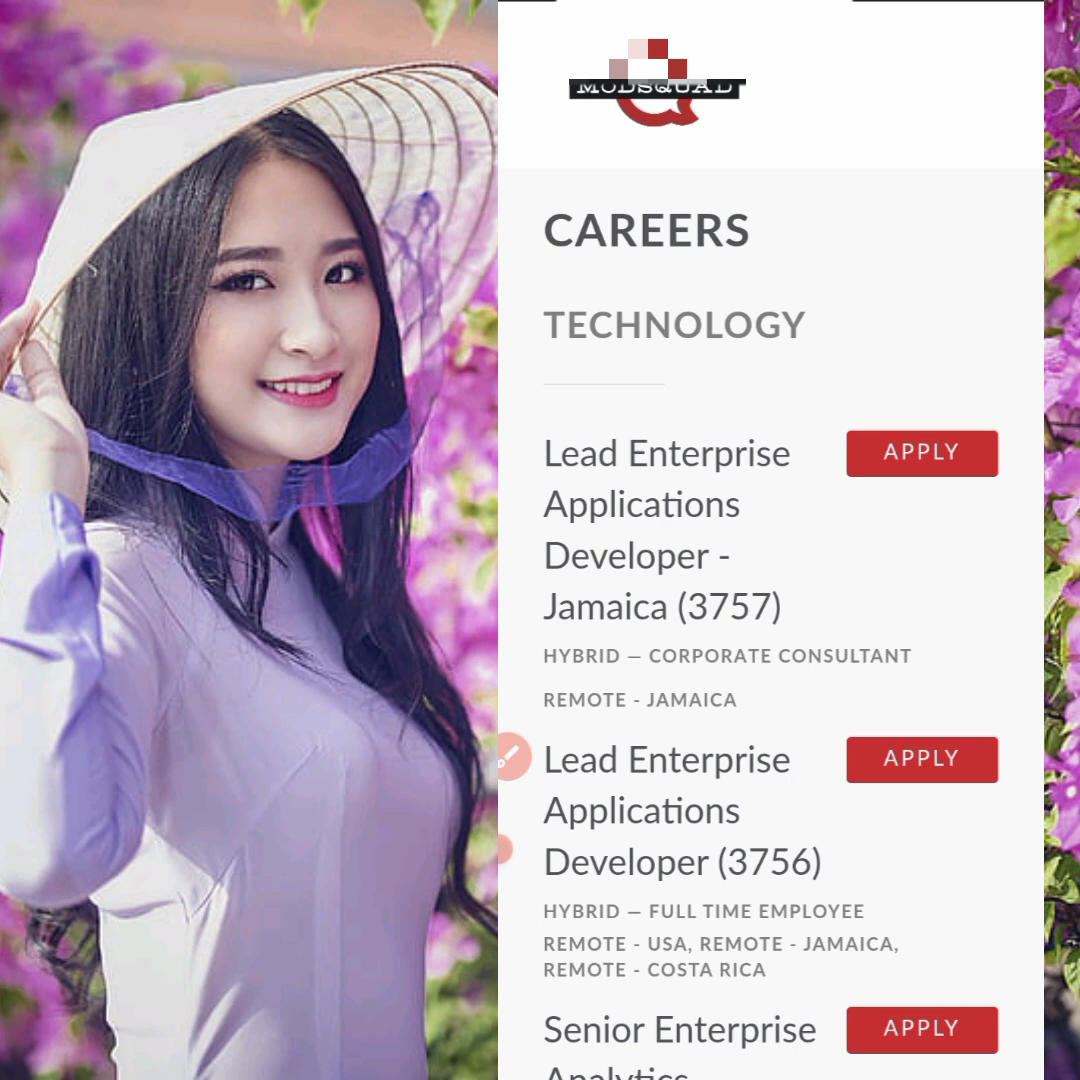 MODSQUAD
CAREERS
TECHNOLOGY
Lead Enterprise
Applications
Developer -
Jamaica (3757)
APPLY
HYBRID — CORPORATE CONSULTANT
REMOTE - JAMAICA
Lead Enterprise
Applications
Developer (3756)
APPLY
HYBRID — FULL TIME EMPLOYEE
REMOTE - USA, REMOTE - JAMAICA,
REMOTE - COSTA RICA
Senior Enterprise
Analytics
APPLY